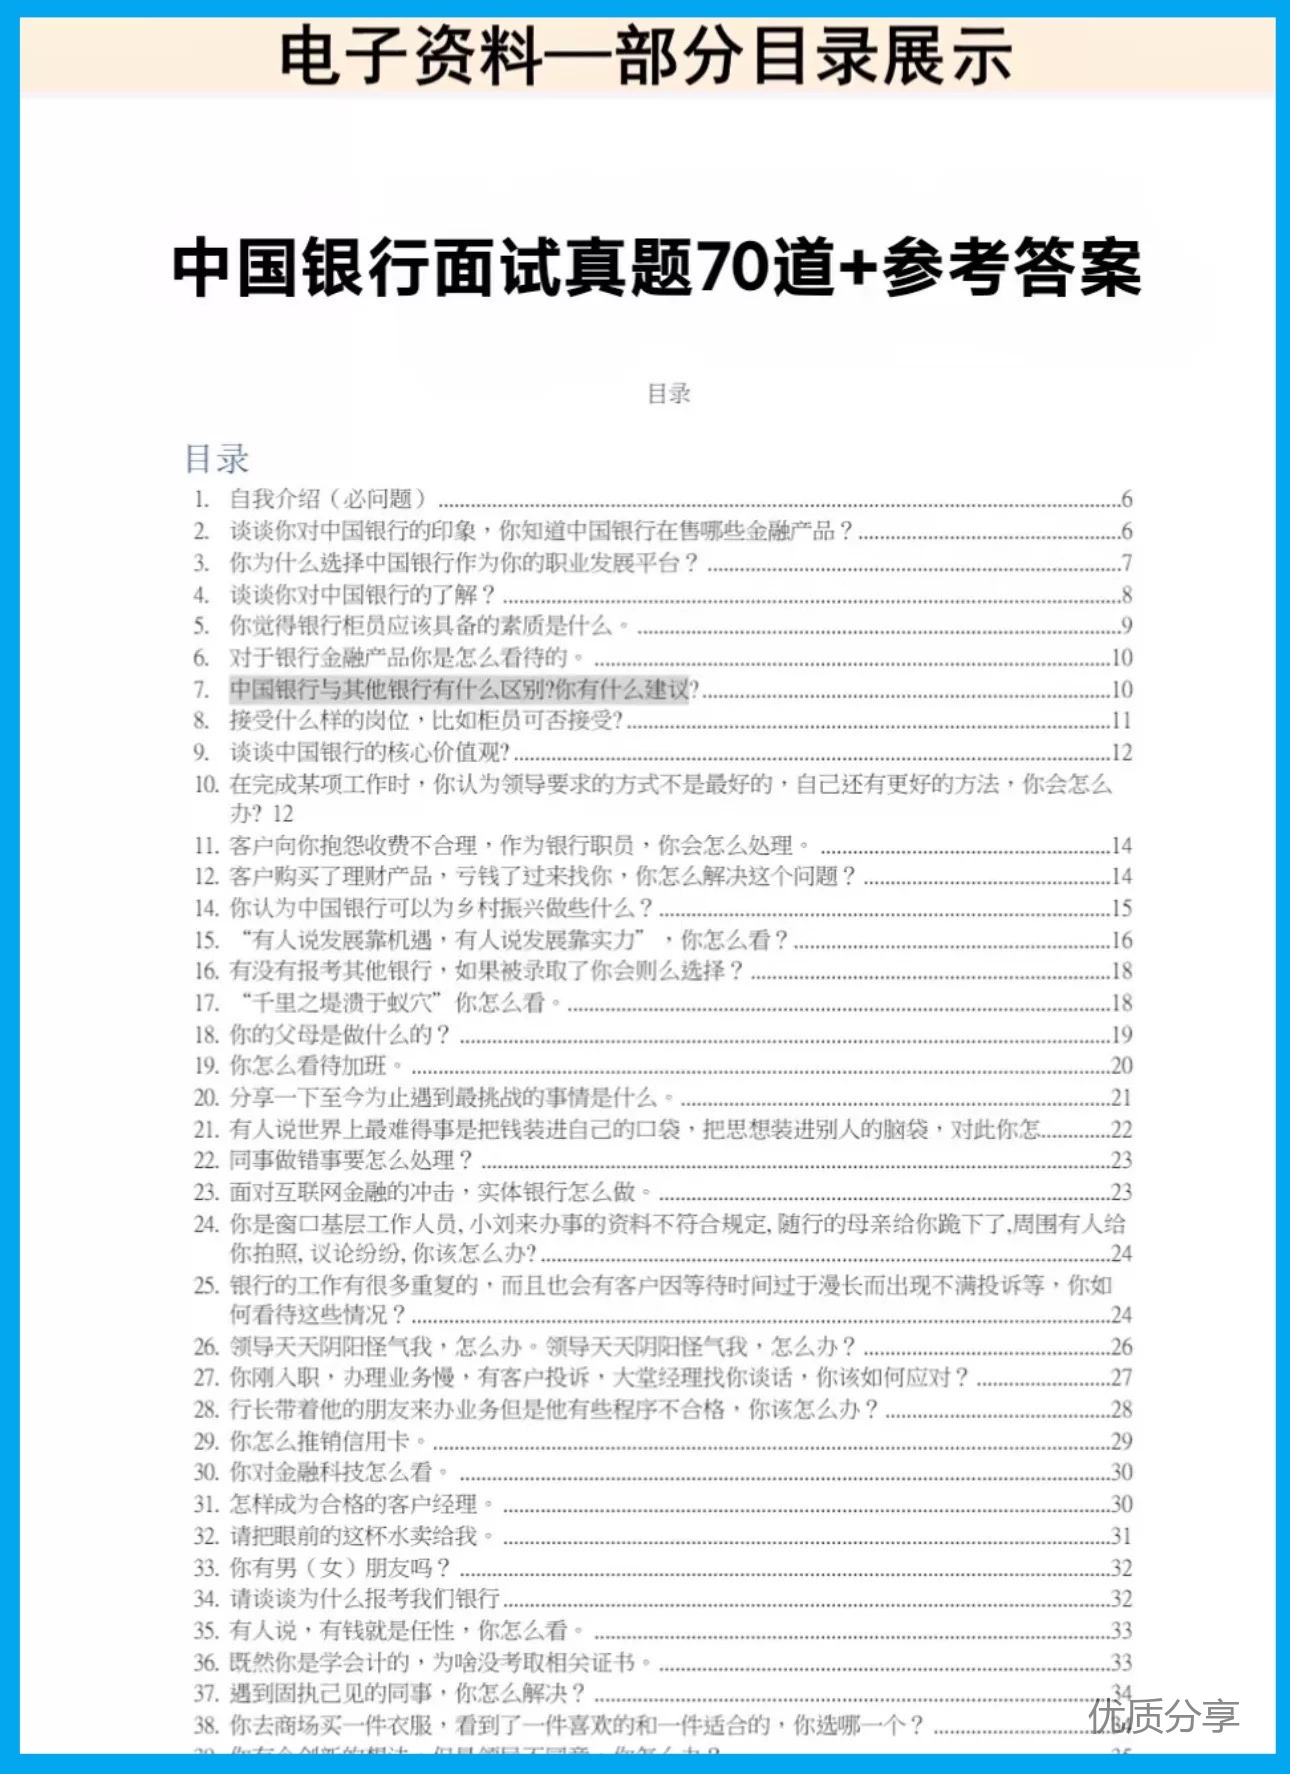 电子资料—部分目录展示
中国银行面试真题70道+参考答案
目录
目录
1. 自我介绍（必问题）......6
2. 谈谈你对中国银行的印象，你知道中国银行在售哪些金融产品？......6
3. 你为什么选择中国银行作为你的职业发展平台？......7
4. 谈谈你对中国银行的了解？......8
5. 你觉得银行柜员应该具备的素质是什么。......9
6. 对于银行金融产品你是怎么看待的。......10
7. 中国银行与其他银行有什么区别?你有什么建议?......10
8. 接受什么样的岗位，比如柜员可否接受?......11
9. 谈谈中国银行的核心价值观?......12
10. 在完成某项工作时，你认为领导要求的方式不是最好的，自己还有更好的方法，你会怎么
办? 12
11. 客户向你抱怨收费不合理，作为银行职员，你会怎么处理。......14
12. 客户购买了理财产品，亏钱了过来找你，你怎么解决这个问题？......14
14. 你认为中国银行可以为乡村振兴做些什么？......15
15. “有人说发展靠机遇，有人说发展靠实力”，你怎么看？......16
16. 有没有报考其他银行，如果被录取了你会则么选择？......18
17. “千里之堤溃于蚁穴”你怎么看。......18
18. 你的父母是做什么的？......19
19. 你怎么看待加班。......20
20. 分享一下至今为止遇到最挑战的事情是什么。......21
21. 有人说世界上最难得事是把钱装进自己的口袋，把思想装进别人的脑袋，对此你怎......22
22. 同事做错事要怎么处理？......23
23. 面对互联网金融的冲击，实体银行怎么做。......23
24. 你是窗口基层工作人员, 小刘来办事的资料不符合规定, 随行的母亲给你跪下了,周围有人给
你拍照, 议论纷纷, 你该怎么办?......24
25. 银行的工作有很多重复的，而且也会有客户因等待时间过于漫长而出现不满投诉等，你如
何看待这些情况？......24
26. 领导天天阴阳怪气我，怎么办。领导天天阴阳怪气我，怎么办？......26
27. 你刚入职，办理业务慢，有客户投诉，大堂经理找你谈话，你该如何应对？......27
28. 行长带着他的朋友来办业务但是他有些程序不合格，你该怎么办？......28
29. 你怎么推销信用卡。......29
30. 你对金融科技怎么看。......30
31. 怎样成为合格的客户经理。......30
32. 请把眼前的这杯水卖给我。......31
33. 你有男（女）朋友吗？......32
34. 请谈谈为什么报考我们银行......32
35. 有人说，有钱就是任性，你怎么看。......33
36. 既然你是学会计的，为啥没考取相关证书。......33
37. 遇到固执己见的同事，你怎么解决？......34
38. 你去商场买一件衣服，看到了一件喜欢的和一件适合的，你选哪一个？......34
优质分享